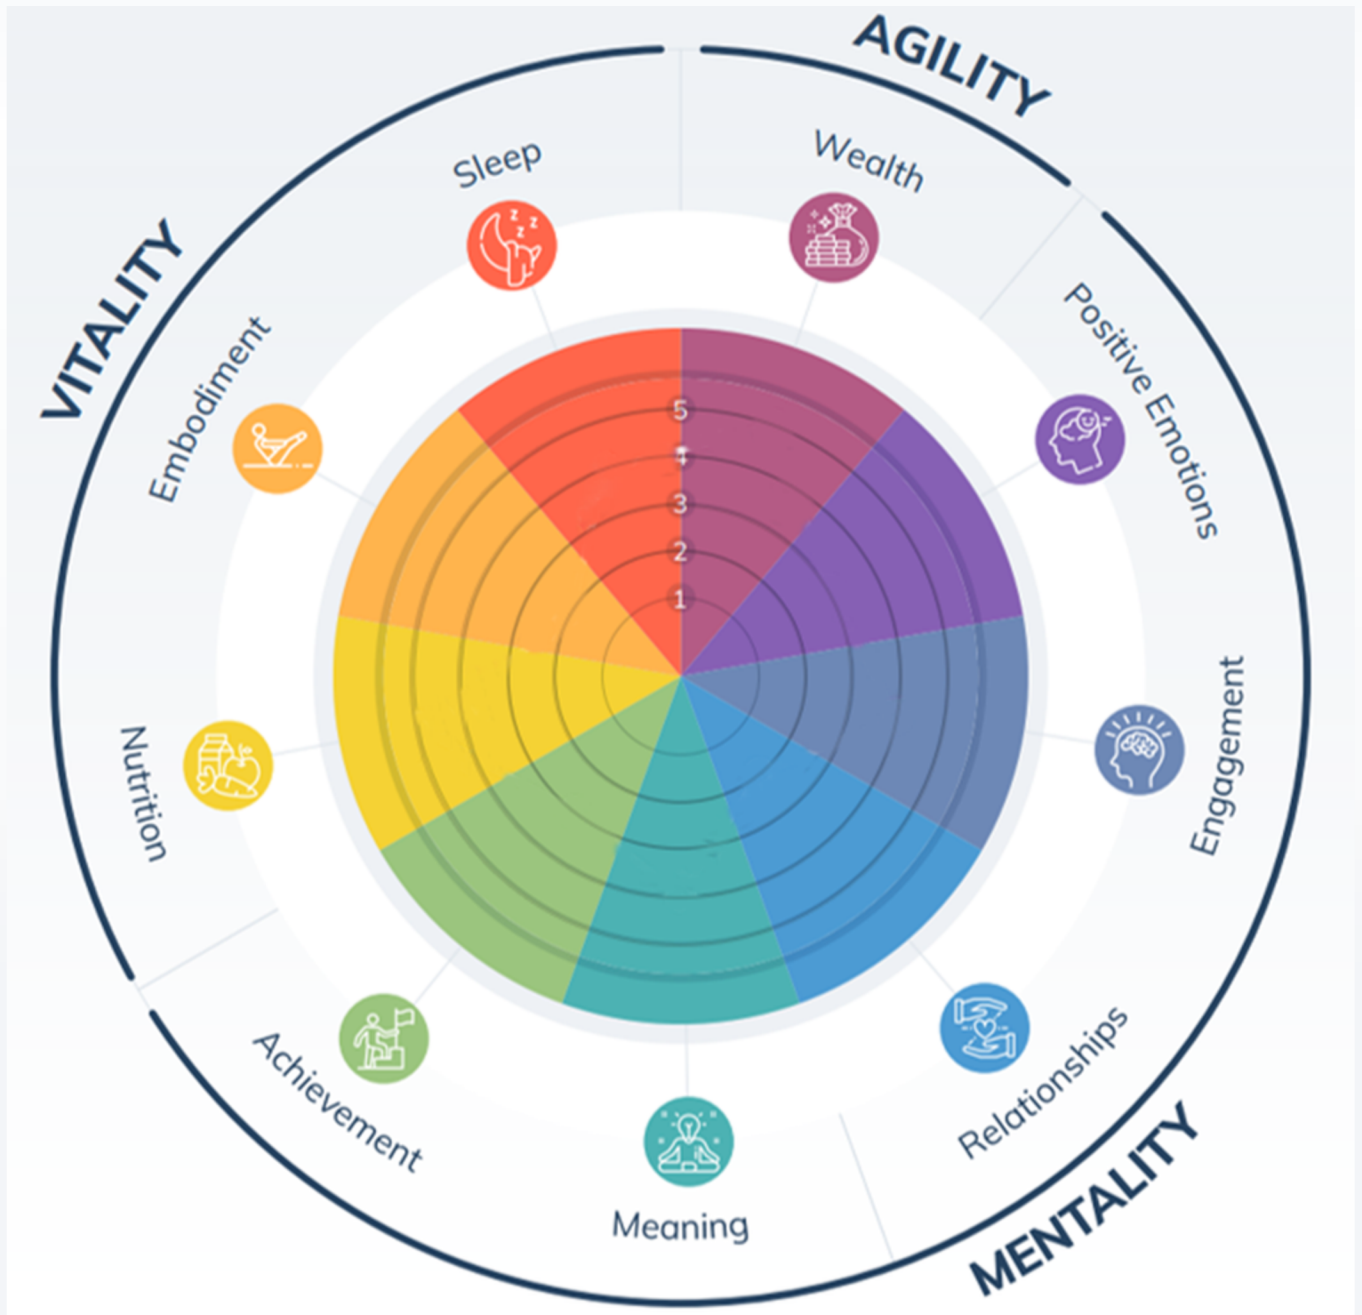 AGILITY
Wealth
Positive Emotions
Engagement
Relationships
MENTALITY
Meaning
Achievement
Nutrition
Embodiment
VITALITY
Sleep
5
4
3
2
1
z
z
z